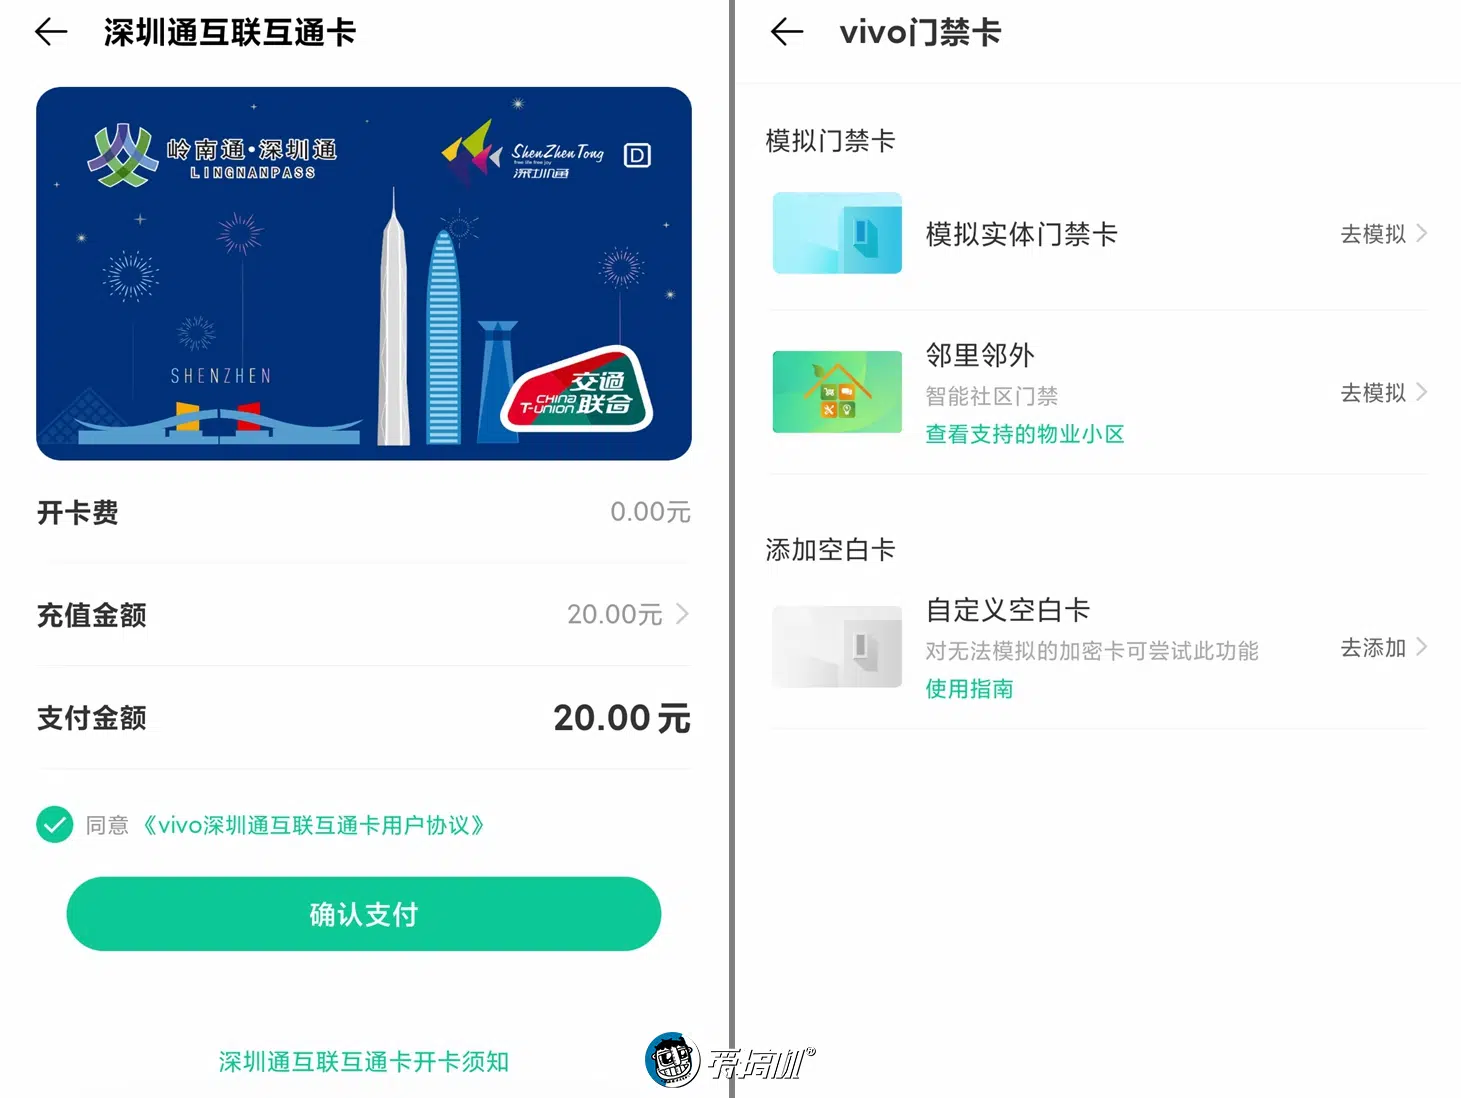 深圳通互联互通卡
岭南通·深圳通
LINGNANPASS
ShenZhen Tong
深圳通
D
SHENZHEN
交通
联合
CHINA
T-UNION
开卡费
0.00元
充值金额
20.00元
支付金额
20.00元
同意《vivo深圳通互联互通卡用户协议》
确认支付
深圳通互联互通卡开卡须知
vivo门禁卡
模拟门禁卡
模拟实体门禁卡
去模拟
邻里邻外
智能社区门禁
查看支持的物业小区
去模拟
添加空白卡
自定义空白卡
对无法模拟的加密卡可尝试此功能
使用指南
去添加
爱搞机®